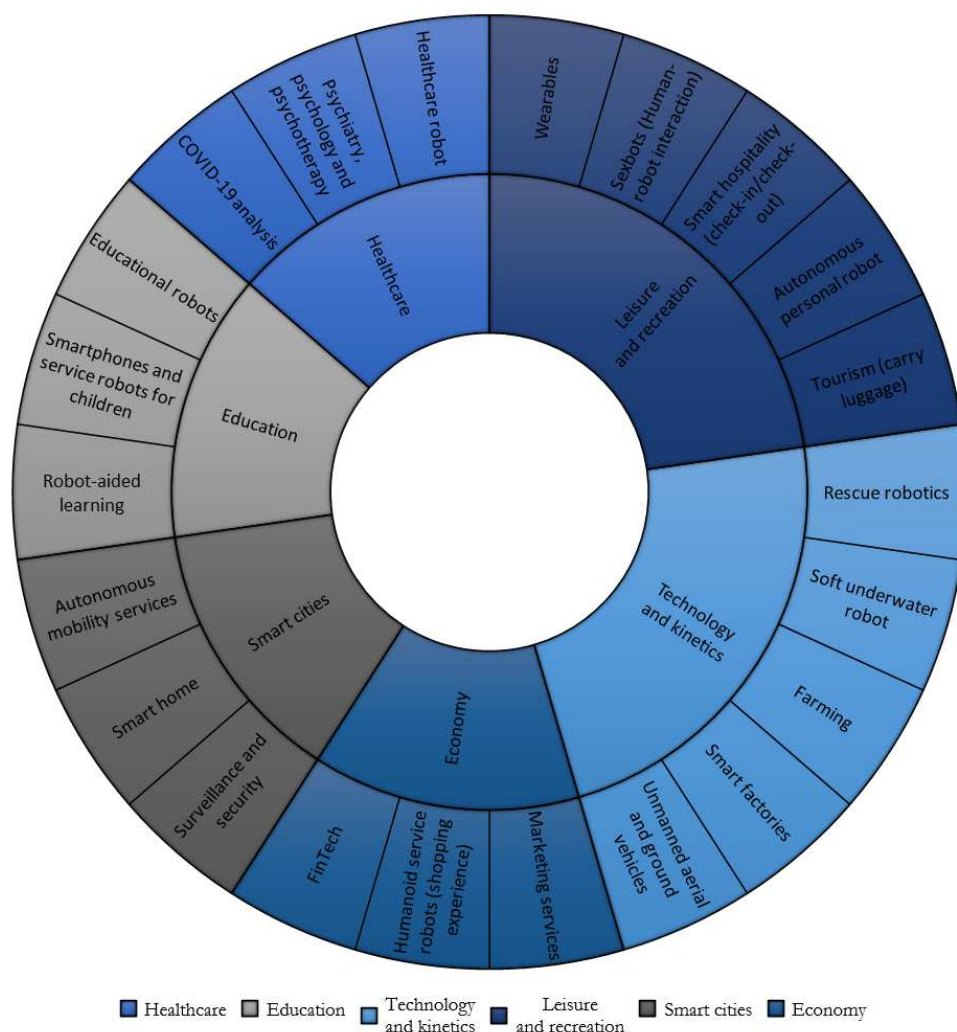 Wearables
Sexbots (Human-
robot interaction)
Smart hospitality
(check-in/check-
out)
Autonomous
personal robot
Tourism (carry
luggage)
Leisure
and recreation
Rescue robotics
Soft underwater
robot
Farming
Smart factories
Unmanned aerial
and ground
vehicles
Technology
and kinetics
Marketing services
Humanoid service
robots (shopping
experience)
FinTech
Economy
Surveillance and
security
Smart home
Autonomous
mobility services
Smart cities
Robot-aided
learning
Smartphones and
service robots for
children
Educational robots
Education
COVID-19 analysis
Psychiatry,
psychology and
psychotherapy
Healthcare robot
Healthcare
Healthcare
Education
Technology
and kinetics
Leisure
and recreation
Smart cities
Economy